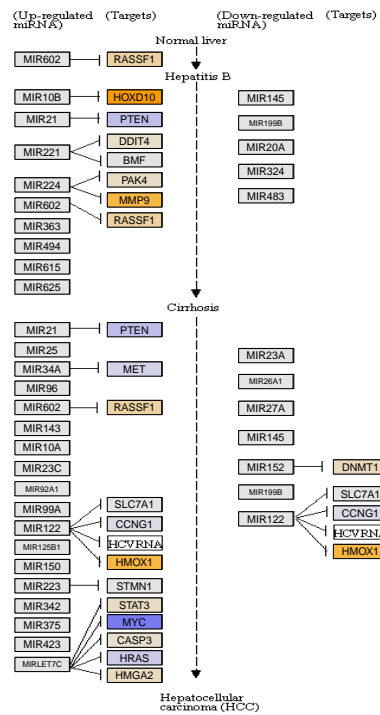 (Up-regulated miRNA)
(Targets)
(Down-regulated miRNA)
(Targets)
Normal liver
MIR602
RASSF1
Hepatitis B
MIR10B
HOXD10
MIR21
PTEN
MIR221
DDIT4
BMF
MIR224
PAK4
MMP9
MIR602
RASSF1
MIR363
MIR494
MIR615
MIR625
MIR145
MIR199B
MIR20A
MIR324
MIR483
Cirrhosis
MIR21
PTEN
MIR25
MIR34A
MET
MIR96
MIR602
RASSF1
MIR143
MIR10A
MIR23C
MIR92A1
MIR99A
SLC7A1
MIR122
CCNG1
MIR125B1
HCVRNA
MIR150
HMOX1
MIR223
STMN1
MIR342
STAT3
MIR375
MYC
MIR423
CASP3
MIRLET7C
HRAS
HMGA2
MIR23A
MIR26A1
MIR27A
MIR145
MIR152
DNMT1
MIR199B
SLC7A1
MIR122
CCNG1
HCVRNA
HMOX1
Hepatocellular
carcinoma (HCC)